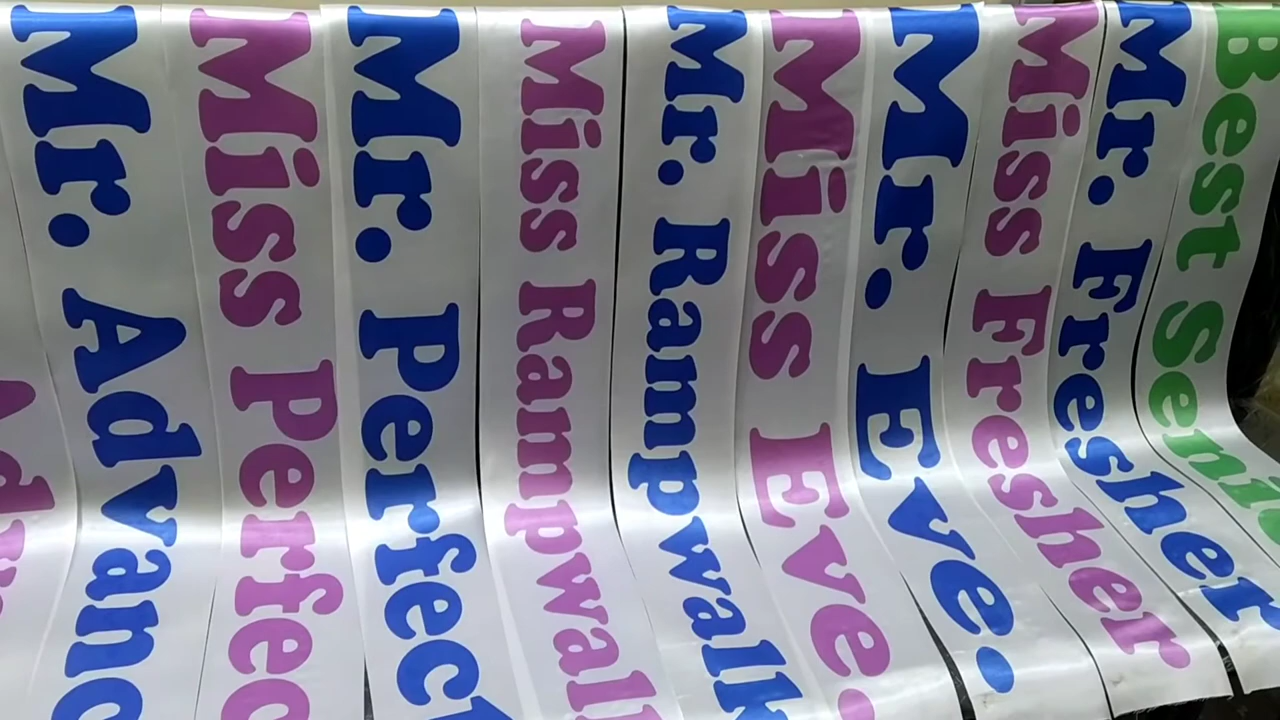 Mr. Advanc
Miss Perfec
Mr. Perfect
Miss Rampwalk
Mr. Rampwalk
Miss Eve.
Mr. Eve.
Miss Fresher
Mr. Fresher
Best Senio